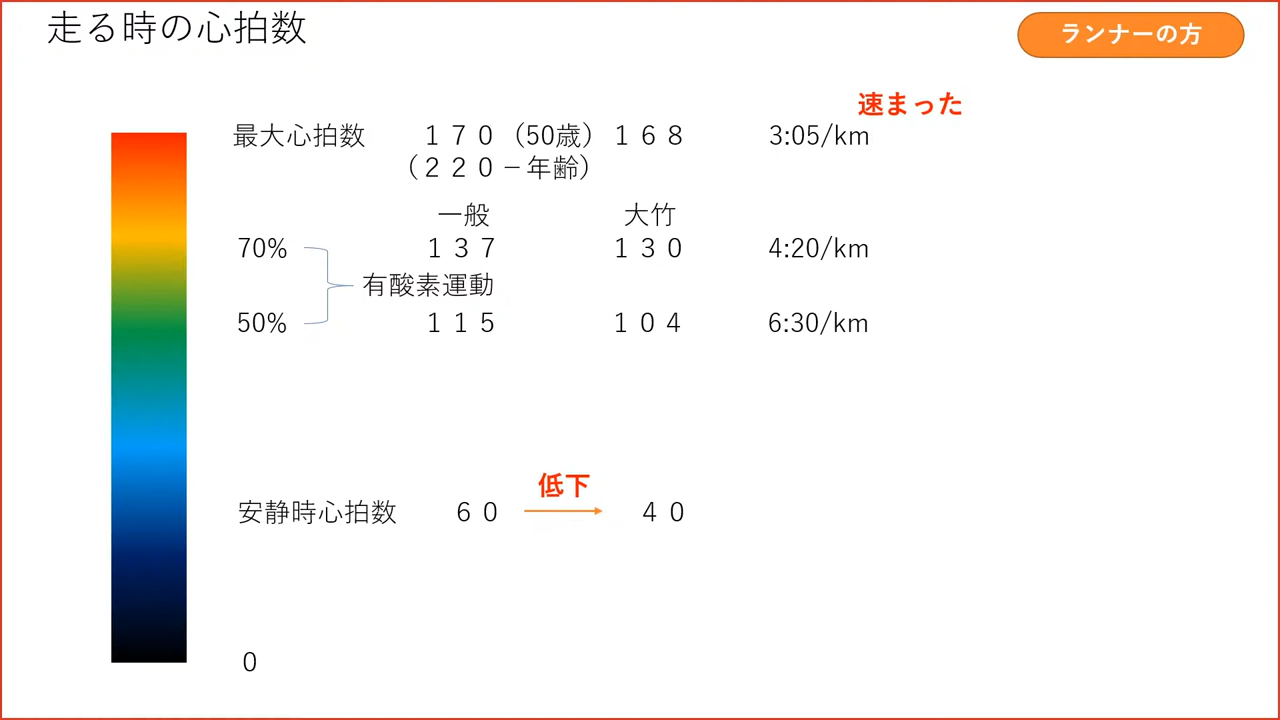 走る時の心拍数
ランナーの方
速まった
最大心拍数 １７０（50歳） １６８ 3:05/km
（２２０－年齢）
一般 大竹
70% １３７ １３０ 4:20/km
有酸素運動
50% １１５ １０４ 6:30/km
低下
安静時心拍数 ６０ ４０
0